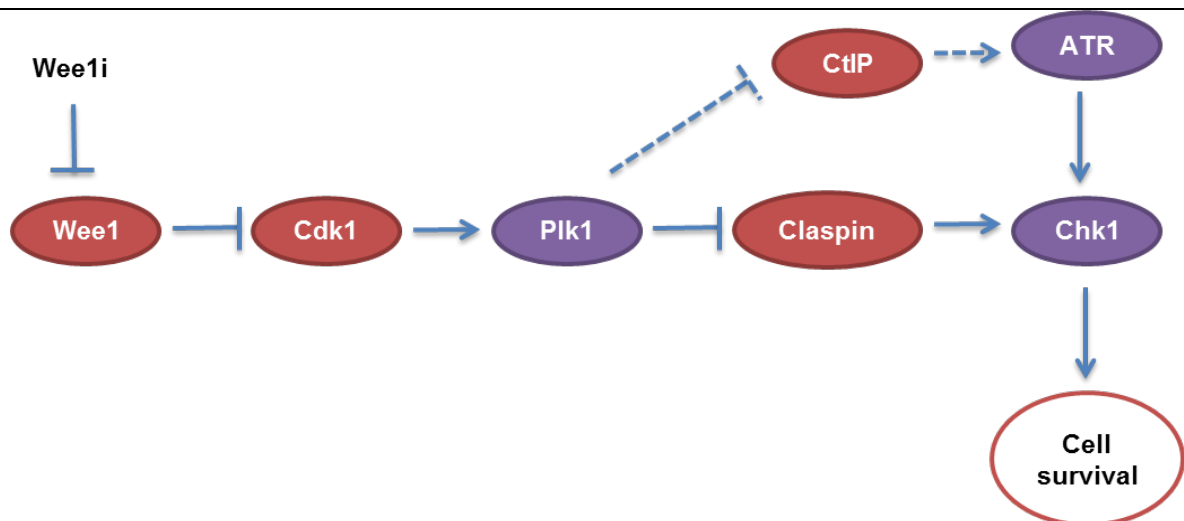 Wee1i
CtIP
ATR
Wee1
Cdk1
Plk1
Claspin
Chk1
Cell
survival